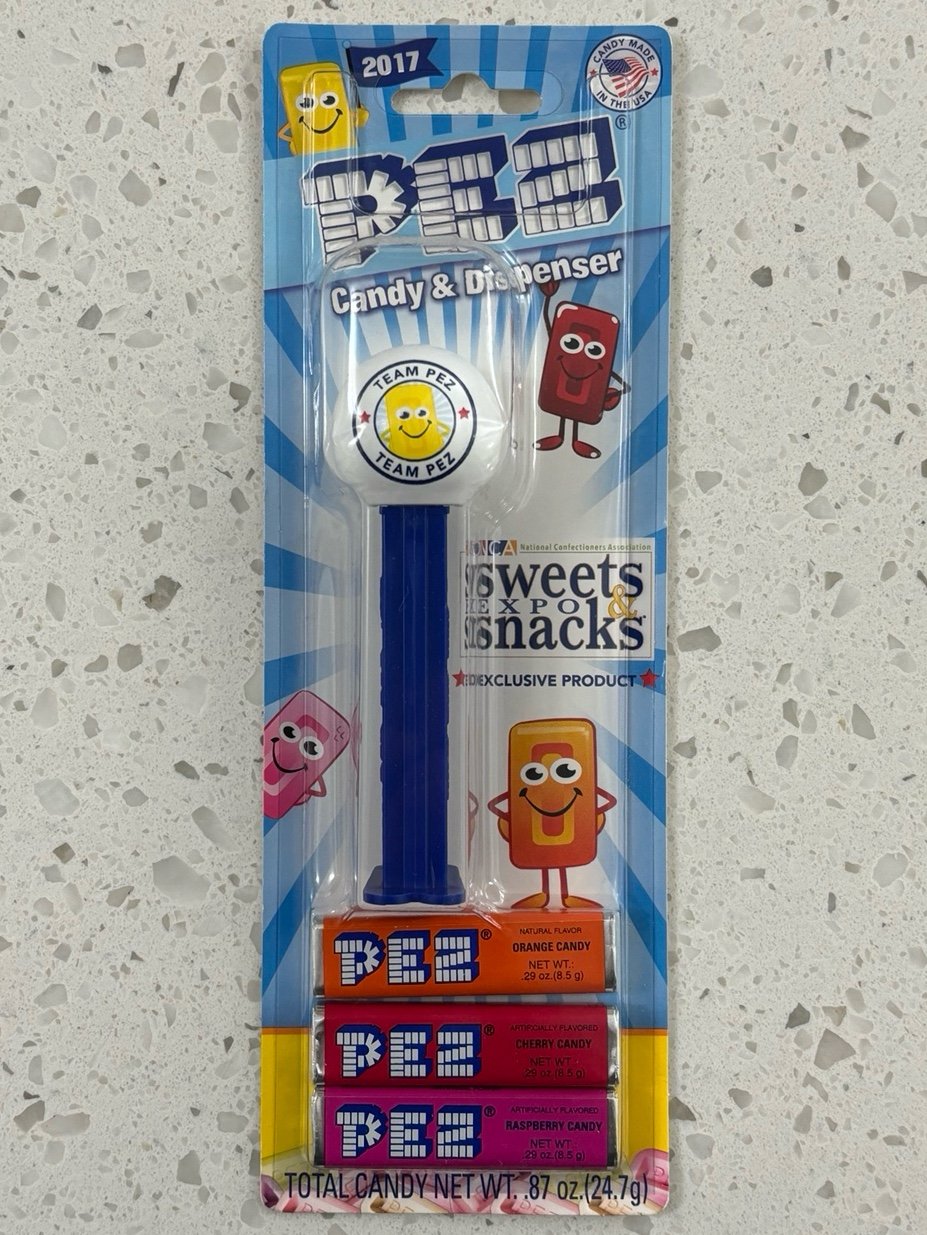 2017
CANDY MADE
IN THE USA
PEZ®
Candy & Dispenser
TEAM PEZ
TEAM PEZ
NCA National Confectioners Association
sweets
EXPO &
snacks
EXCLUSIVE PRODUCT
PEZ®
NATURAL FLAVOR
ORANGE CANDY
NET WT.:
.29 oz.(8.5 g)
PEZ®
ARTIFICIALLY FLAVORED
CHERRY CANDY
NET WT.:
.29 oz.(8.5 g)
PEZ®
ARTIFICIALLY FLAVORED
RASPBERRY CANDY
NET WT.:
.29 oz.(8.5 g)
TOTAL CANDY NET WT. .87 oz.(24.7g)